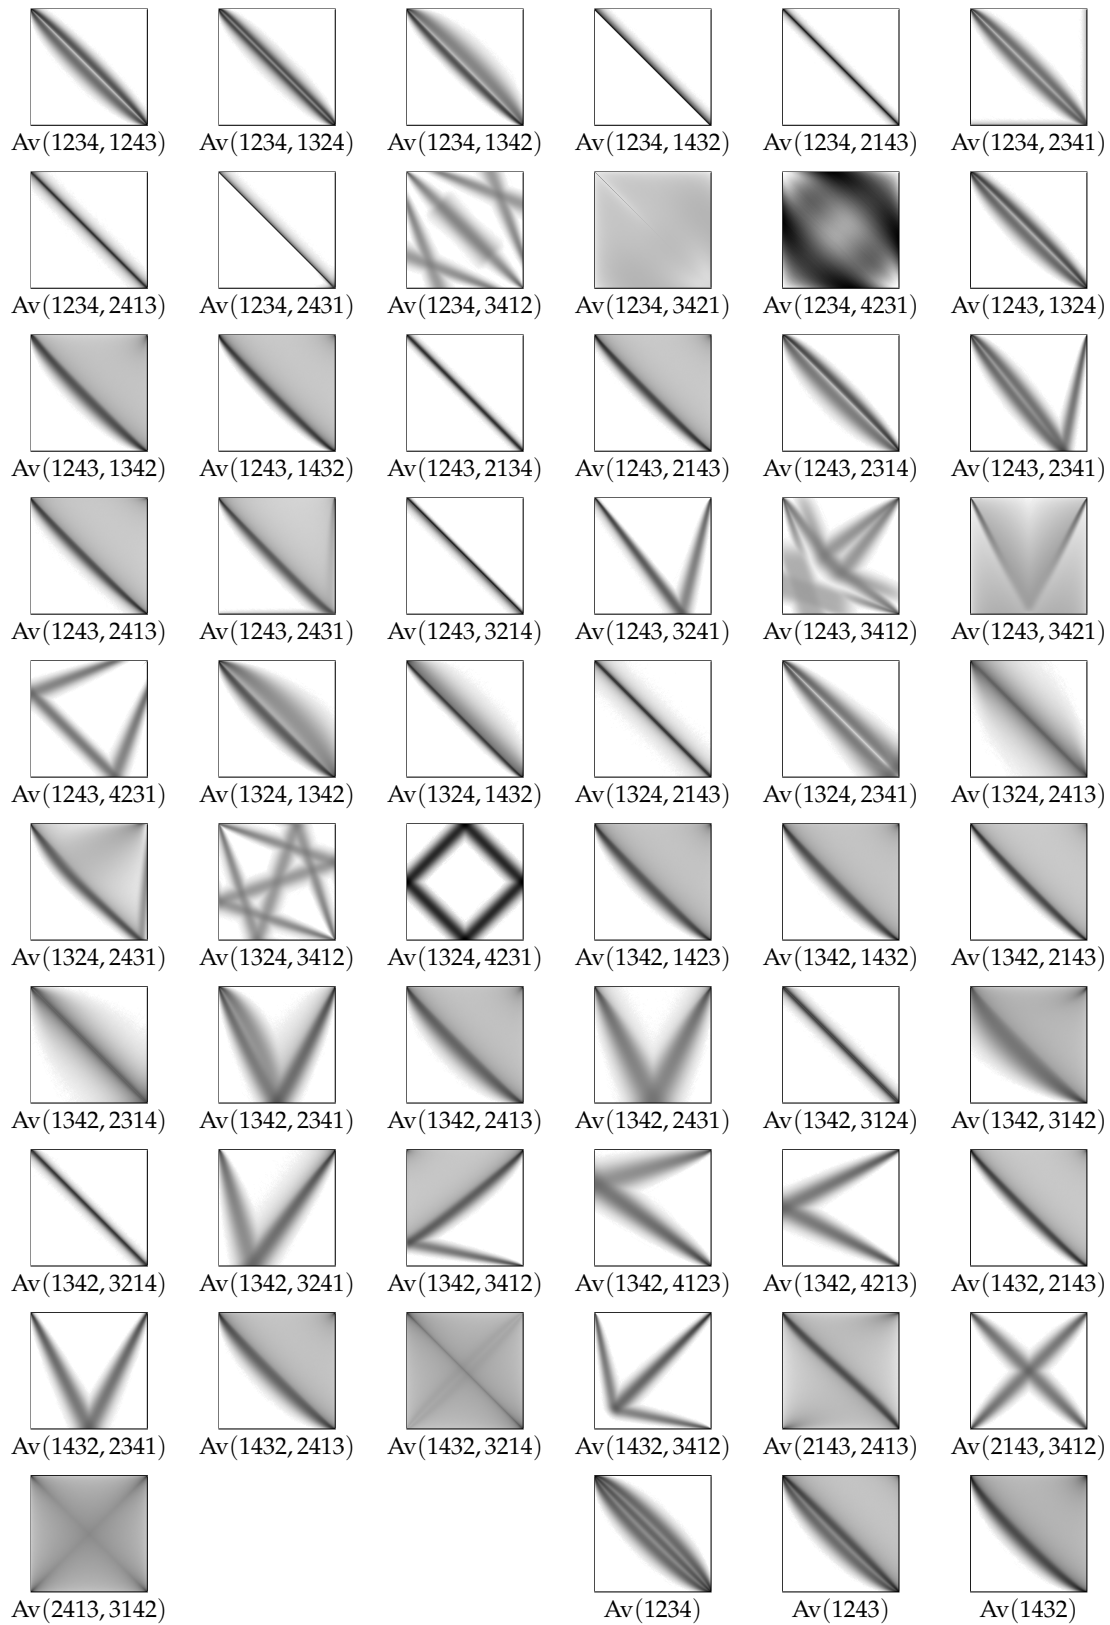 Av(1234, 1243) Av(1234, 1324) Av(1234, 1342) Av(1234, 1432) Av(1234, 2143) Av(1234, 2341)
Av(1234, 2413) Av(1234, 2431) Av(1234, 3412) Av(1234, 3421) Av(1234, 4231) Av(1243, 1324)
Av(1243, 1342) Av(1243, 1432) Av(1243, 2134) Av(1243, 2143) Av(1243, 2314) Av(1243, 2341)
Av(1243, 2413) Av(1243, 2431) Av(1243, 3214) Av(1243, 3241) Av(1243, 3412) Av(1243, 3421)
Av(1243, 4231) Av(1324, 1342) Av(1324, 1432) Av(1324, 2143) Av(1324, 2341) Av(1324, 2413)
Av(1324, 2431) Av(1324, 3412) Av(1324, 4231) Av(1342, 1423) Av(1342, 1432) Av(1342, 2143)
Av(1342, 2314) Av(1342, 2341) Av(1342, 2413) Av(1342, 2431) Av(1342, 3124) Av(1342, 3142)
Av(1342, 3214) Av(1342, 3241) Av(1342, 3412) Av(1342, 4123) Av(1342, 4213) Av(1432, 2143)
Av(1432, 2341) Av(1432, 2413) Av(1432, 3214) Av(1432, 3412) Av(2143, 2413) Av(2143, 3412)
Av(2413, 3142) Av(1234) Av(1243) Av(1432)